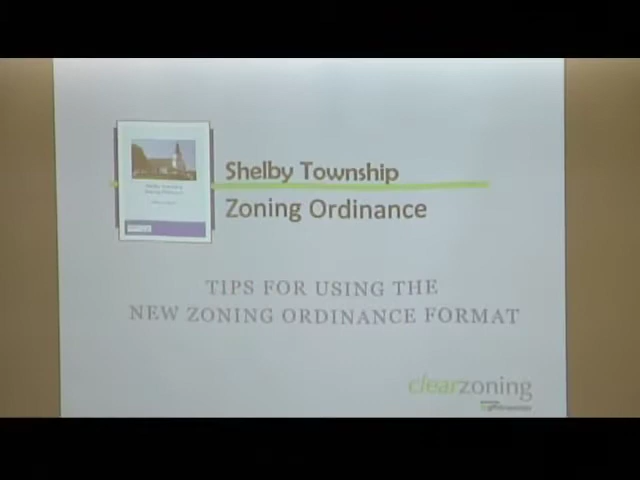 Shelby Township
Zoning Ordinance
TIPS FOR USING THE
NEW ZONING ORDINANCE FORMAT
clearzoning